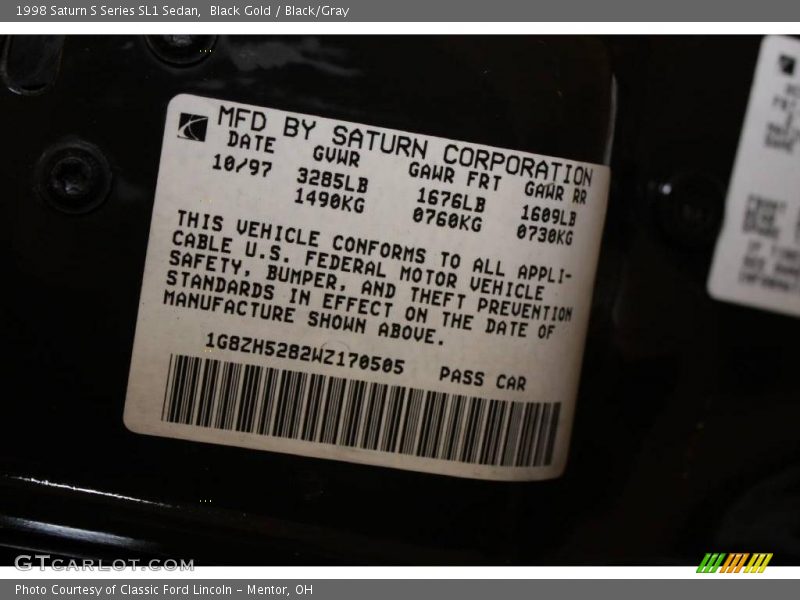 1998 Saturn S Series SL1 Sedan,  Black Gold / Black/Gray
MFD BY SATURN CORPORATION
DATE GVWR GAWR FRT GAWR RR
10/97 3285LB 1676LB 1609LB
1490KG 0760KG 0730KG
THIS VEHICLE CONFORMS TO ALL APPLI-
CABLE U.S. FEDERAL MOTOR VEHICLE
SAFETY, BUMPER, AND THEFT PREVENTION
STANDARDS IN EFFECT ON THE DATE OF
MANUFACTURE SHOWN ABOVE.
1G8ZH5282WZ170505 PASS CAR
GTCARLOT.COM
Photo Courtesy of Classic Ford Lincoln - Mentor, OH